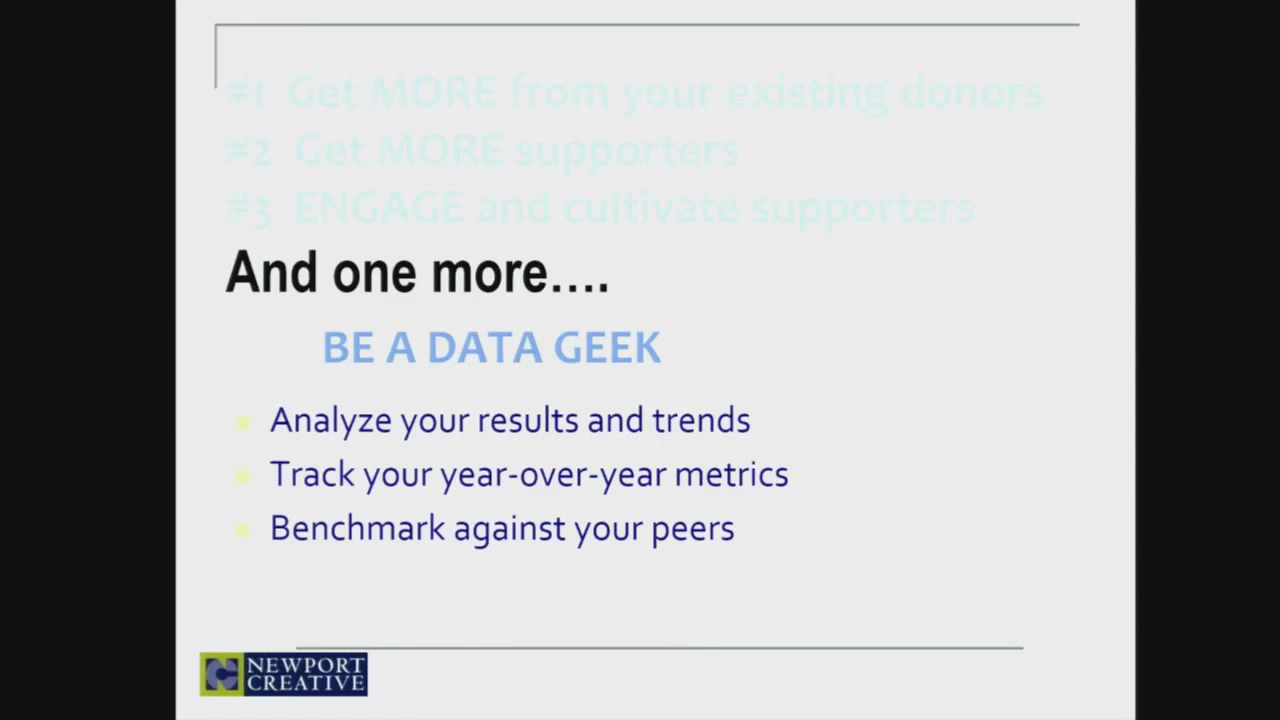 #1 Get MORE from your existing donors
#2 Get MORE supporters
#3 ENGAGE and cultivate supporters
And one more....
BE A DATA GEEK
Analyze your results and trends
Track your year-over-year metrics
Benchmark against your peers
NEWPORT
CREATIVE